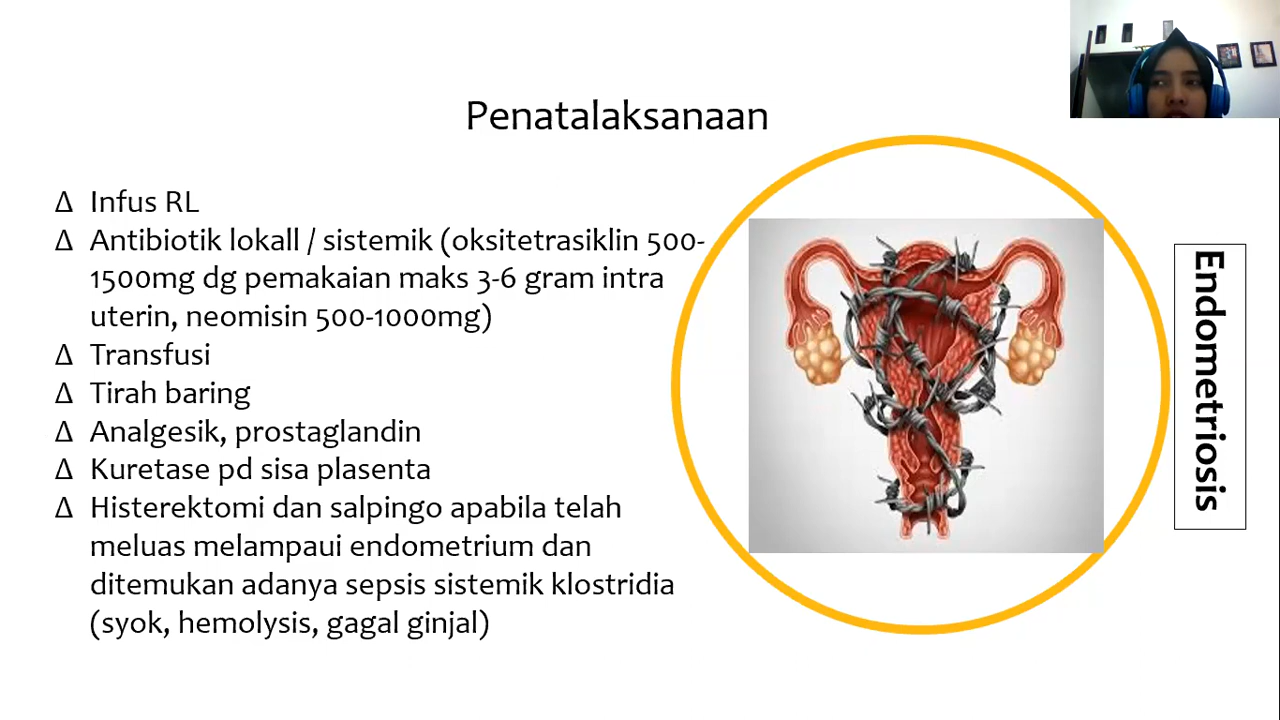 Penatalaksanaan
Δ Infus RL
Δ Antibiotik lokall / sistemik (oksitetrasiklin 500-
1500mg dg pemakaian maks 3-6 gram intra
uterin, neomisin 500-1000mg)
Δ Transfusi
Δ Tirah baring
Δ Analgesik, prostaglandin
Δ Kuretase pd sisa plasenta
Δ Histerektomi dan salpingo apabila telah
meluas melampaui endometrium dan
ditemukan adanya sepsis sistemik klostridia
(syok, hemolysis, gagal ginjal)
Endometriosis